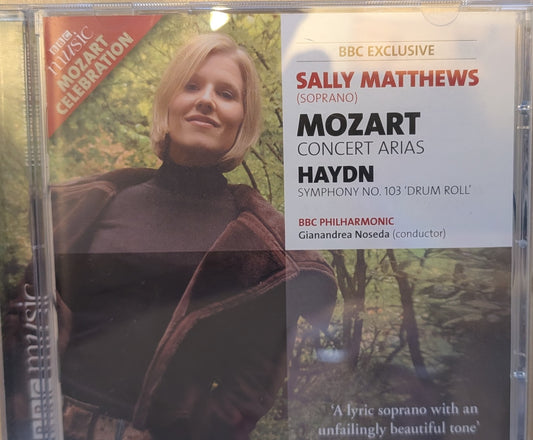 BBC
music
MOZART
CELEBRATION
BBC EXCLUSIVE
SALLY MATTHEWS
(SOPRANO)
MOZART
CONCERT ARIAS
HAYDN
SYMPHONY NO. 103 ‘DRUM ROLL’
BBC PHILHARMONIC
Gianandrea Noseda (conductor)
‘A lyric soprano with an
unfailingly beautiful tone’
BBC music